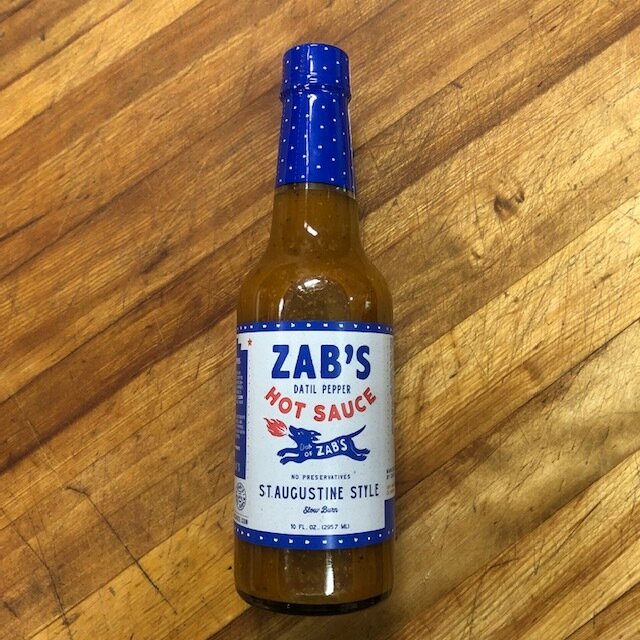 ZAB'S
DATIL PEPPER
HOT SAUCE
OF ZAB'S
NO PRESERVATIVES
ST. AUGUSTINE STYLE
Slow Burn
10 FL. OZ. (295.7 ML)